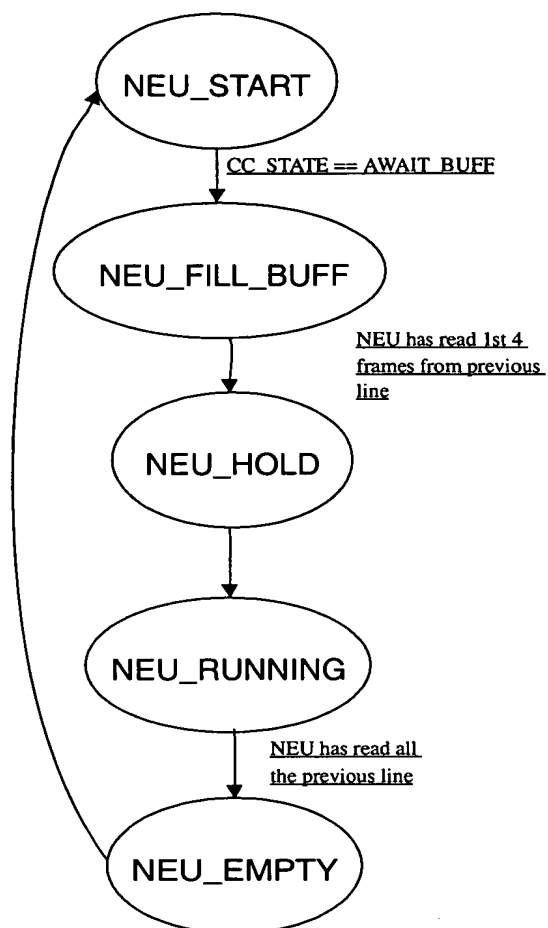 NEU_START
CC_STATE == AWAIT_BUFF
NEU_FILL_BUFF
NEU has read 1st 4
frames from previous
line
NEU_HOLD
NEU_RUNNING
NEU has read all
the previous line
NEU_EMPTY